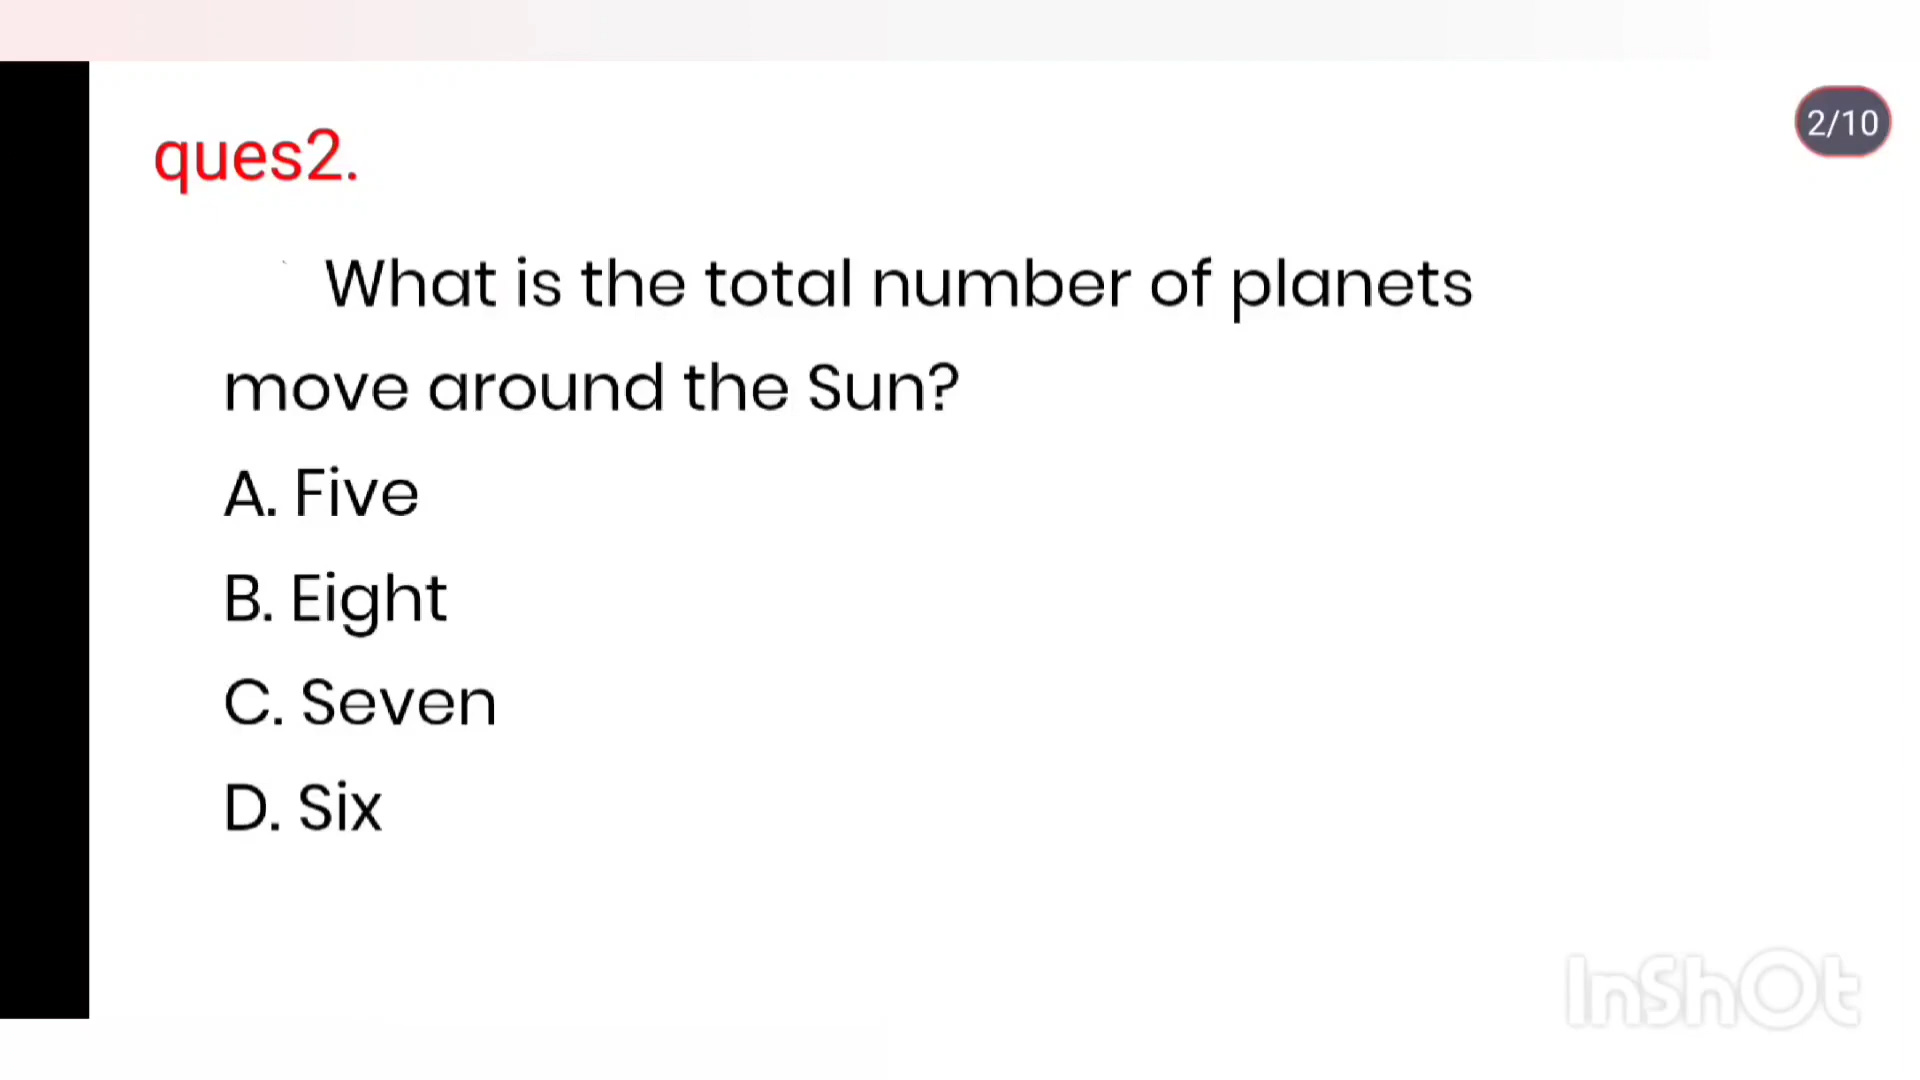 2/10
ques2.
What is the total number of planets
move around the Sun?
A. Five
B. Eight
C. Seven
D. Six
InShOt